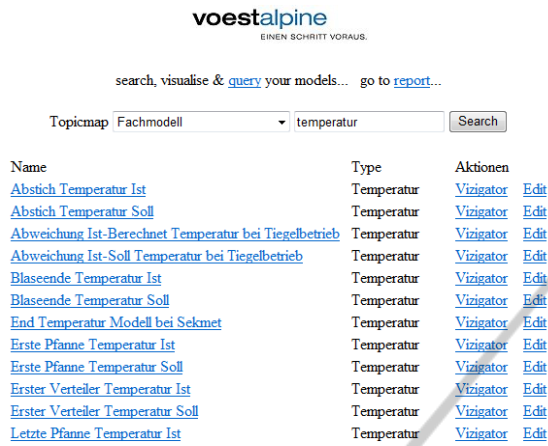 voestalpine
EINEN SCHRITT VORAUS.
search, visualise & query your models... go to report...
Topicmap Fachmodell temperatur Search
Name Type Aktionen
Abstich Temperatur Ist Temperatur Vizigator Edit
Abstich Temperatur Soll Temperatur Vizigator Edit
Abweichung Ist-Berechnet Temperatur bei Tiegelbetrieb Temperatur Vizigator Edit
Abweichung Ist-Soll Temperatur bei Tiegelbetrieb Temperatur Vizigator Edit
Blaseende Temperatur Ist Temperatur Vizigator Edit
Blaseende Temperatur Soll Temperatur Vizigator Edit
End Temperatur Modell bei Sekmet Temperatur Vizigator Edit
Erste Pfanne Temperatur Ist Temperatur Vizigator Edit
Erste Pfanne Temperatur Soll Temperatur Vizigator Edit
Erster Verteiler Temperatur Ist Temperatur Vizigator Edit
Erster Verteiler Temperatur Soll Temperatur Vizigator Edit
Letzte Pfanne Temperatur Ist Temperatur Vizigator Edit